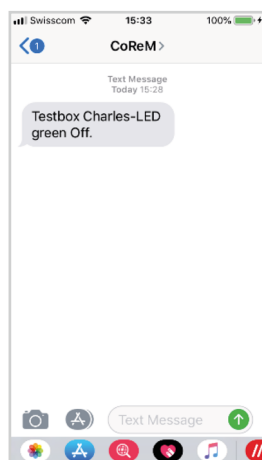 Swisscom 15:33 100%
1 CoReM >
Text Message
Today 15:28
Testbox Charles-LED
green Off.
Text Message